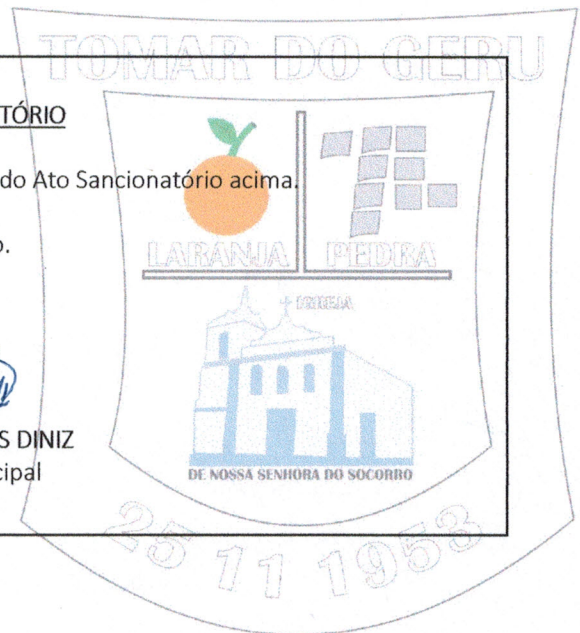 TOMAR DO GERU
TÓRIO
do Ato Sancionatório acima.
o.
LARANJA PEDRA
IGREJA
S DINIZ
cipal
DE NOSSA SENHORA DO SOCORRO
25 11 1953